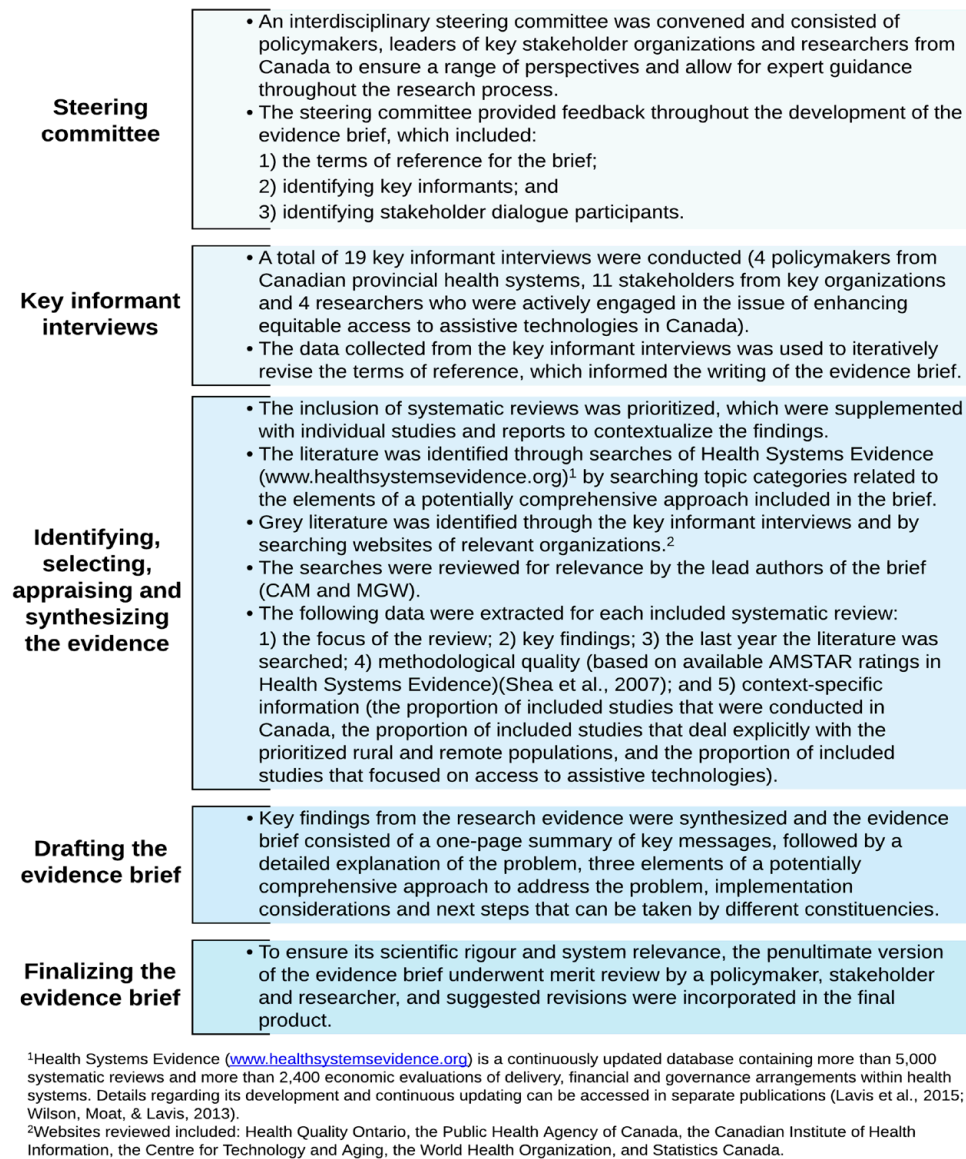 Steering
committee
• An interdisciplinary steering committee was convened and consisted of
policymakers, leaders of key stakeholder organizations and researchers from
Canada to ensure a range of perspectives and allow for expert guidance
throughout the research process.
• The steering committee provided feedback throughout the development of the
evidence brief, which included:
1) the terms of reference for the brief;
2) identifying key informants; and
3) identifying stakeholder dialogue participants.
Key informant
interviews
• A total of 19 key informant interviews were conducted (4 policymakers from
Canadian provincial health systems, 11 stakeholders from key organizations
and 4 researchers who were actively engaged in the issue of enhancing
equitable access to assistive technologies in Canada).
• The data collected from the key informant interviews was used to iteratively
revise the terms of reference, which informed the writing of the evidence brief.
Identifying,
selecting,
appraising and
synthesizing
the evidence
• The inclusion of systematic reviews was prioritized, which were supplemented
with individual studies and reports to contextualize the findings.
• The literature was identified through searches of Health Systems Evidence
(www.healthsystemsevidence.org)¹ by searching topic categories related to
the elements of a potentially comprehensive approach included in the brief.
• Grey literature was identified through the key informant interviews and by
searching websites of relevant organizations.²
• The searches were reviewed for relevance by the lead authors of the brief
(CAM and MGW).
• The following data were extracted for each included systematic review:
1) the focus of the review; 2) key findings; 3) the last year the literature was
searched; 4) methodological quality (based on available AMSTAR ratings in
Health Systems Evidence)(Shea et al., 2007); and 5) context-specific
information (the proportion of included studies that were conducted in
Canada, the proportion of included studies that deal explicitly with the
prioritized rural and remote populations, and the proportion of included
studies that focused on access to assistive technologies).
Drafting the
evidence brief
• Key findings from the research evidence were synthesized and the evidence
brief consisted of a one-page summary of key messages, followed by a
detailed explanation of the problem, three elements of a potentially
comprehensive approach to address the problem, implementation
considerations and next steps that can be taken by different constituencies.
Finalizing the
evidence brief
• To ensure its scientific rigour and system relevance, the penultimate version
of the evidence brief underwent merit review by a policymaker, stakeholder
and researcher, and suggested revisions were incorporated in the final
product.
¹Health Systems Evidence (www.healthsystemsevidence.org) is a continuously updated database containing more than 5,000
systematic reviews and more than 2,400 economic evaluations of delivery, financial and governance arrangements within health
systems. Details regarding its development and continuous updating can be accessed in separate publications (Lavis et al., 2015;
Wilson, Moat, & Lavis, 2013).
²Websites reviewed included: Health Quality Ontario, the Public Health Agency of Canada, the Canadian Institute of Health
Information, the Centre for Technology and Aging, the World Health Organization, and Statistics Canada.